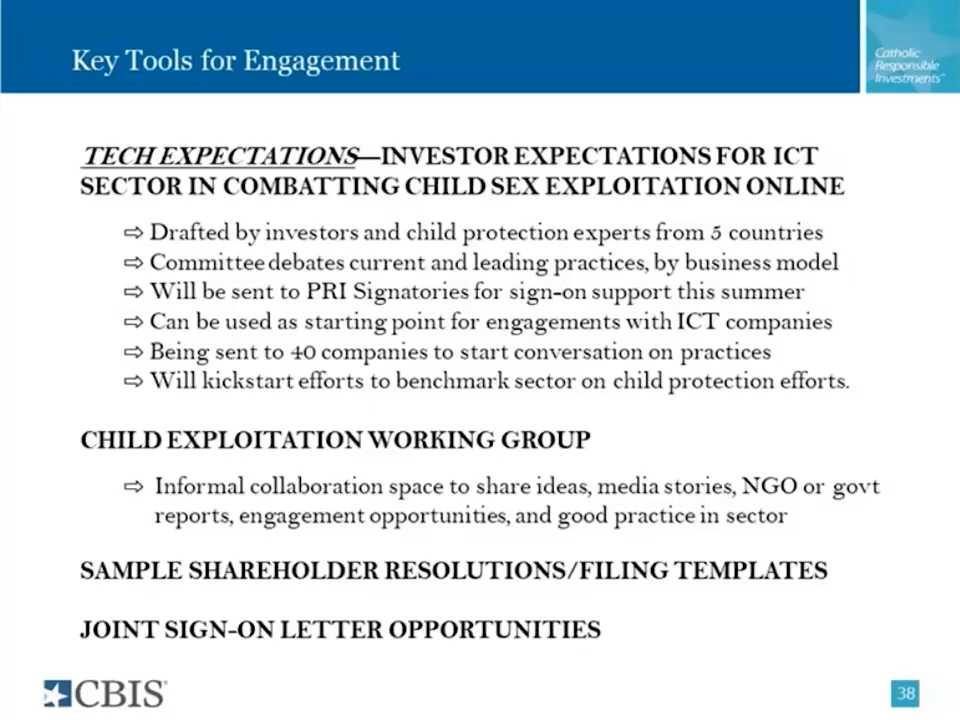 Key Tools for Engagement
Catholic
Responsible
Investments℠
TECH EXPECTATIONS—INVESTOR EXPECTATIONS FOR ICT
SECTOR IN COMBATTING CHILD SEX EXPLOITATION ONLINE
⇨ Drafted by investors and child protection experts from 5 countries
⇨ Committee debates current and leading practices, by business model
⇨ Will be sent to PRI Signatories for sign-on support this summer
⇨ Can be used as starting point for engagements with ICT companies
⇨ Being sent to 40 companies to start conversation on practices
⇨ Will kickstart efforts to benchmark sector on child protection efforts.
CHILD EXPLOITATION WORKING GROUP
⇨ Informal collaboration space to share ideas, media stories, NGO or govt
reports, engagement opportunities, and good practice in sector
SAMPLE SHAREHOLDER RESOLUTIONS/FILING TEMPLATES
JOINT SIGN-ON LETTER OPPORTUNITIES
CBIS®
38